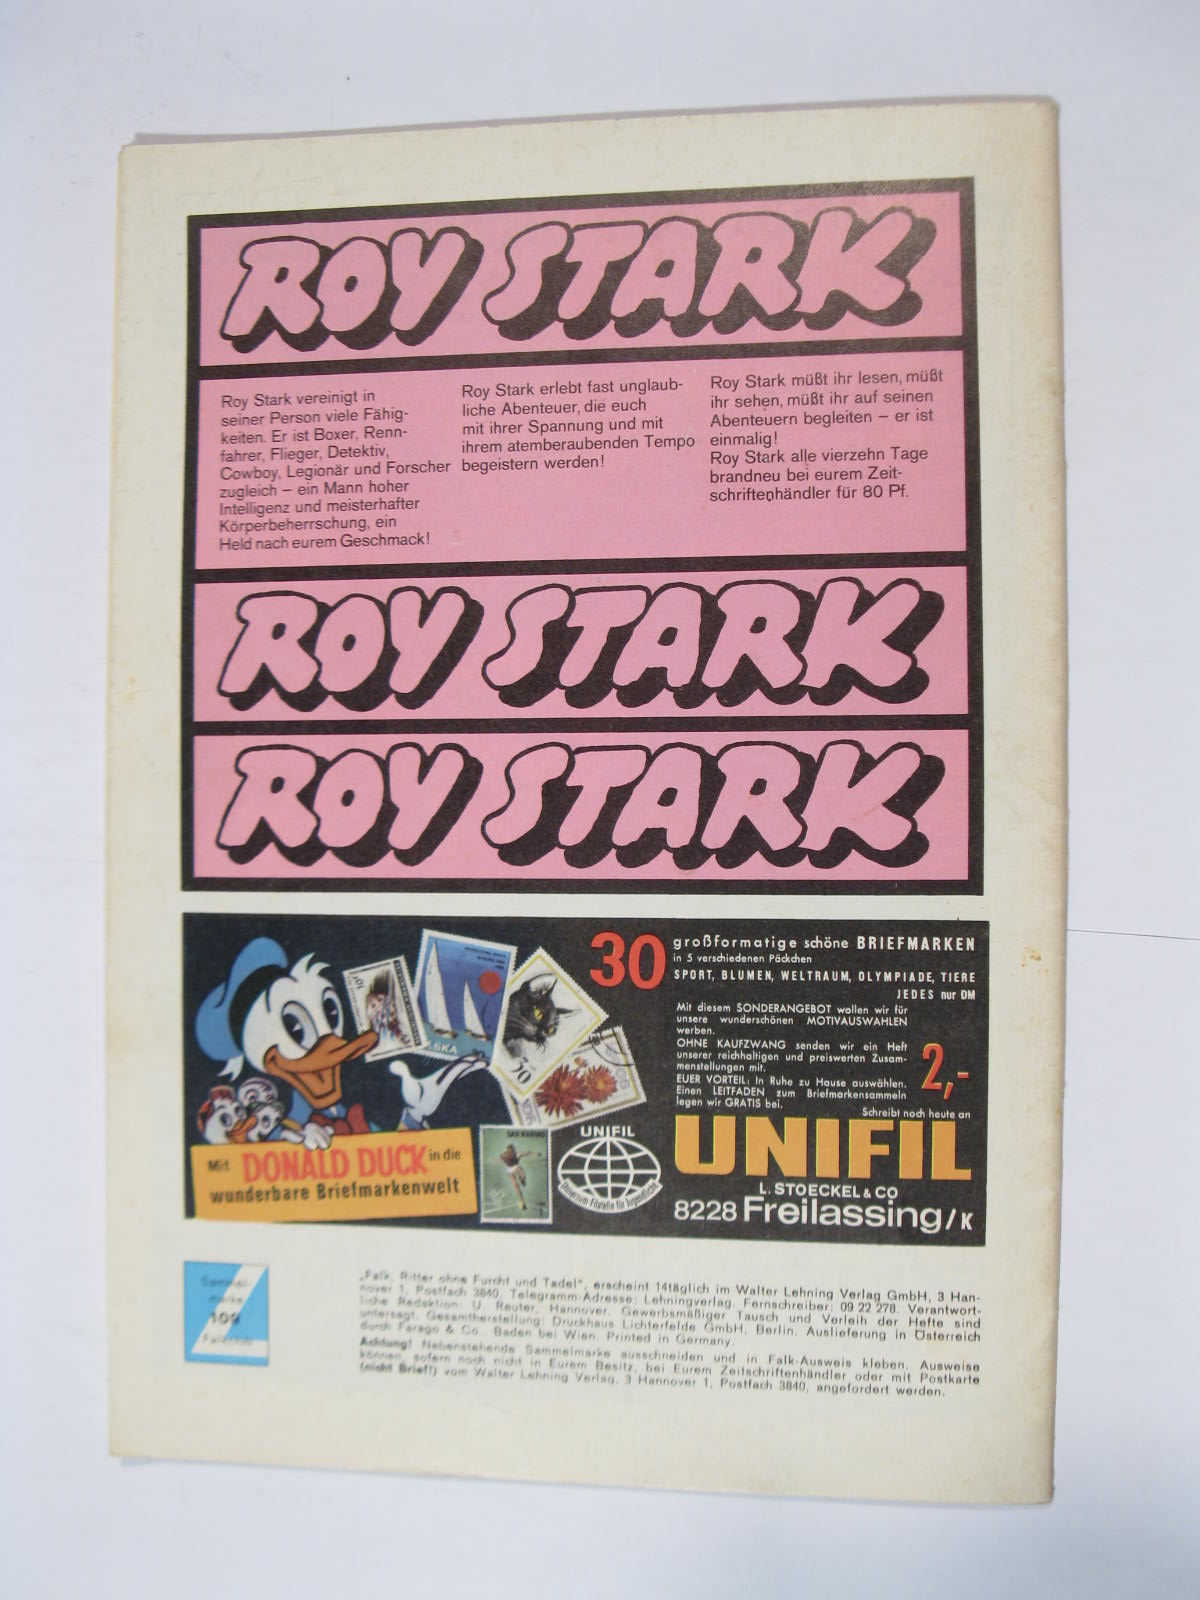 ROY STARK
Roy Stark vereinigt in
seiner Person viele Fähig-
keiten. Er ist Boxer, Renn-
fahrer, Flieger, Detektiv,
Cowboy, Legionär und Forscher
zugleich – ein Mann hoher
Intelligenz und meisterhafter
Körperbeherrschung, ein
Held nach eurem Geschmack!
Roy Stark erlebt fast unglaub-
liche Abenteuer, die euch
mit ihrer Spannung und mit
ihrem atemberaubenden Tempo
begeistern werden!
Roy Stark müßt ihr lesen, müßt
ihr sehen, müßt ihr auf seinen
Abenteuern begleiten – er ist
einmalig!
Roy Stark alle vierzehn Tage
brandneu bei eurem Zeit-
schriftenhändler für 80 Pf.
ROY STARK
ROY STARK
30 großformatige schöne BRIEFMARKEN
in 5 verschiedenen Päckchen
SPORT, BLUMEN, WELTRAUM, OLYMPIADE, TIERE
JEDES nur DM
2,-
Mit diesem SONDERANGEBOT wollen wir für
unsere wunderschönen MOTIVAUSWAHLEN
werben.
OHNE KAUFZWANG senden wir ein Heft
unserer reichhaltigen und preiswerten Zusam-
menstellungen mit.
EUER VORTEIL: In Ruhe zu Hause auswählen.
Einen LEITFADEN zum Briefmarkensammeln
legen wir GRATIS bei.
Schreibt noch heute an
UNIFIL
L. STOECKEL & CO
8228 Freilassing/K
Mit DONALD DUCK in die
wunderbare Briefmarkenwelt
LSKA
50
SAN MARINO
UNIFIL
Universum-Filatelie für Jugendliche
Sammel-
marke
109
„Falk, Ritter ohne Furcht und Tadel", erscheint 14täglich im Walter Lehning Verlag GmbH, 3 Han-
nover 1, Postfach 3840, Telegramm-Adresse: Lehningverlag. Fernschreiber: 09 22 278. Verantwort-
liche Redaktion: U. Reuter, Hannover. Gewerbsmäßiger Tausch und Verleih der Hefte sind
untersagt. Gesamtherstellung: Druckhaus Lichterfelde GmbH, Berlin. Auslieferung in Österreich
durch Farago & Co., Baden bei Wien. Printed in Germany.
Achtung! Nebenstehende Sammelmarke ausschneiden und in Falk-Ausweis kleben. Ausweise
können, sofern noch nicht in Eurem Besitz, bei Eurem Zeitschriftenhändler oder mit Postkarte
(nicht Brief!) vom Walter Lehning Verlag, 3 Hannover 1, Postfach 3840, angefordert werden.